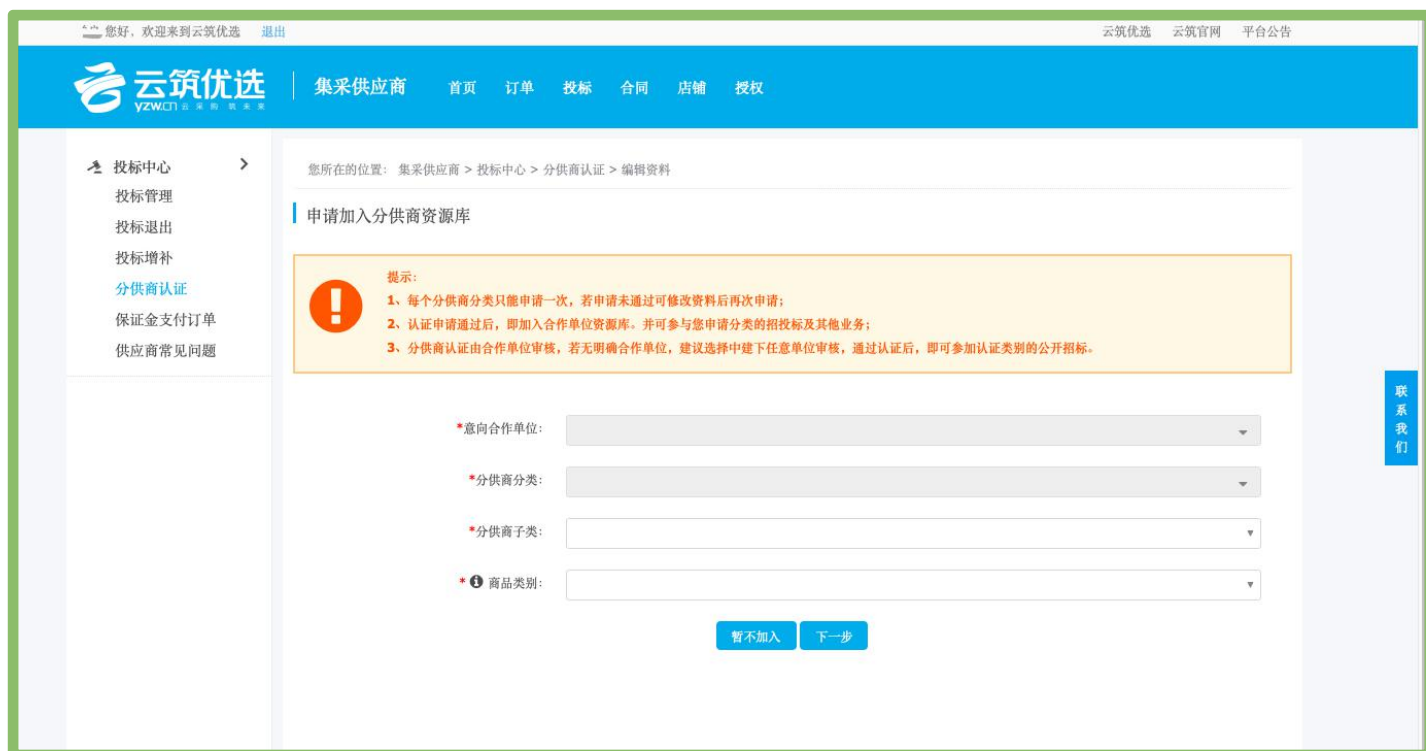 您好，欢迎来到云筑优选 退出 云筑优选 云筑官网 平台公告
云筑优选 集采供应商 首页 订单 投标 合同 店铺 授权
yzw.cn 云采购 筑未来
投标中心
投标管理
投标退出
投标增补
分供商认证
保证金支付订单
供应商常见问题
您所在的位置： 集采供应商 > 投标中心 > 分供商认证 > 编辑资料
申请加入分供商资源库
提示：
1、每个分供商分类只能申请一次，若申请未通过可修改资料后再次申请；
2、认证申请通过后，即加入合作单位资源库。并可参与您申请分类的招投标及其他业务；
3、分供商认证由合作单位审核，若无明确合作单位，建议选择中建下任意单位审核，通过认证后，即可参加认证类别的公开招标。
*意向合作单位：
*分供商分类：
*分供商子类：
* 商品类别：
暂不加入 下一步
联系我们